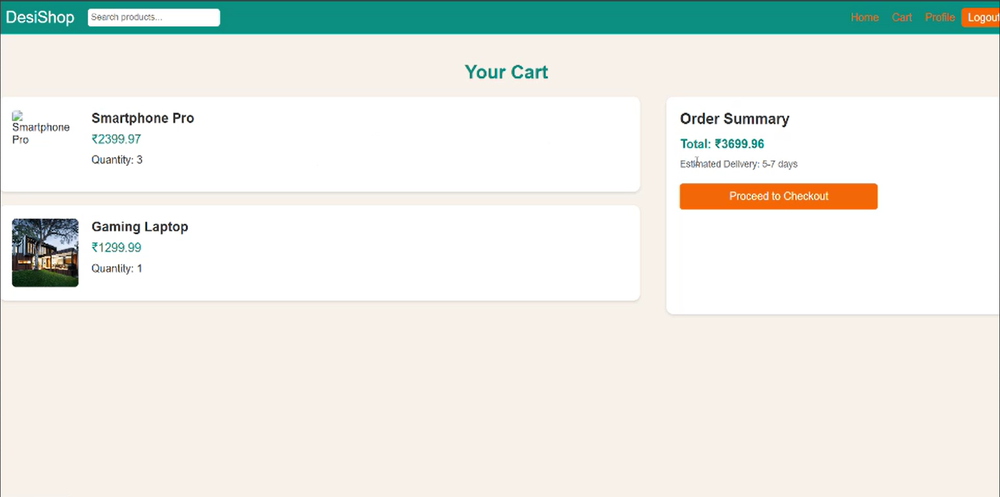 DesiShop
Search products...
Home
Cart
Profile
Logout
Your Cart
Smartphone
Pro
Smartphone Pro
₹2399.97
Quantity: 3
Gaming Laptop
₹1299.99
Quantity: 1
Order Summary
Total: ₹3699.96
Estimated Delivery: 5-7 days
Proceed to Checkout